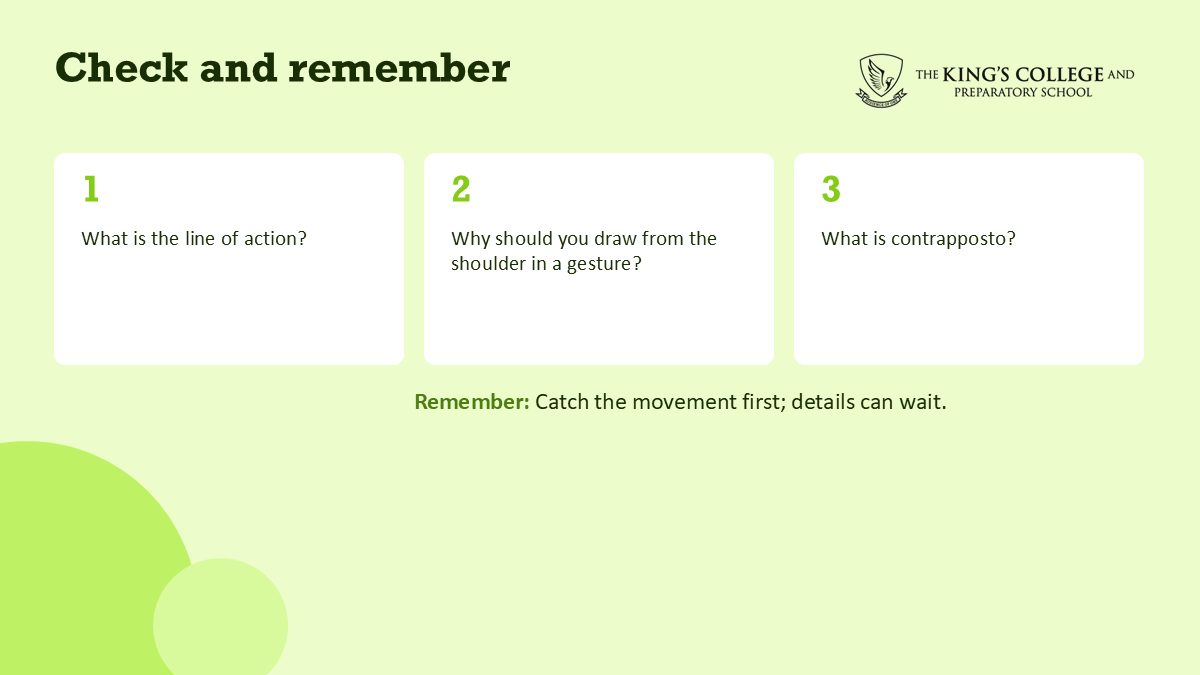 Check and remember
THE KING'S COLLEGE AND
PREPARATORY SCHOOL
1
What is the line of action?
2
Why should you draw from the
shoulder in a gesture?
3
What is contrapposto?
Remember: Catch the movement first; details can wait.